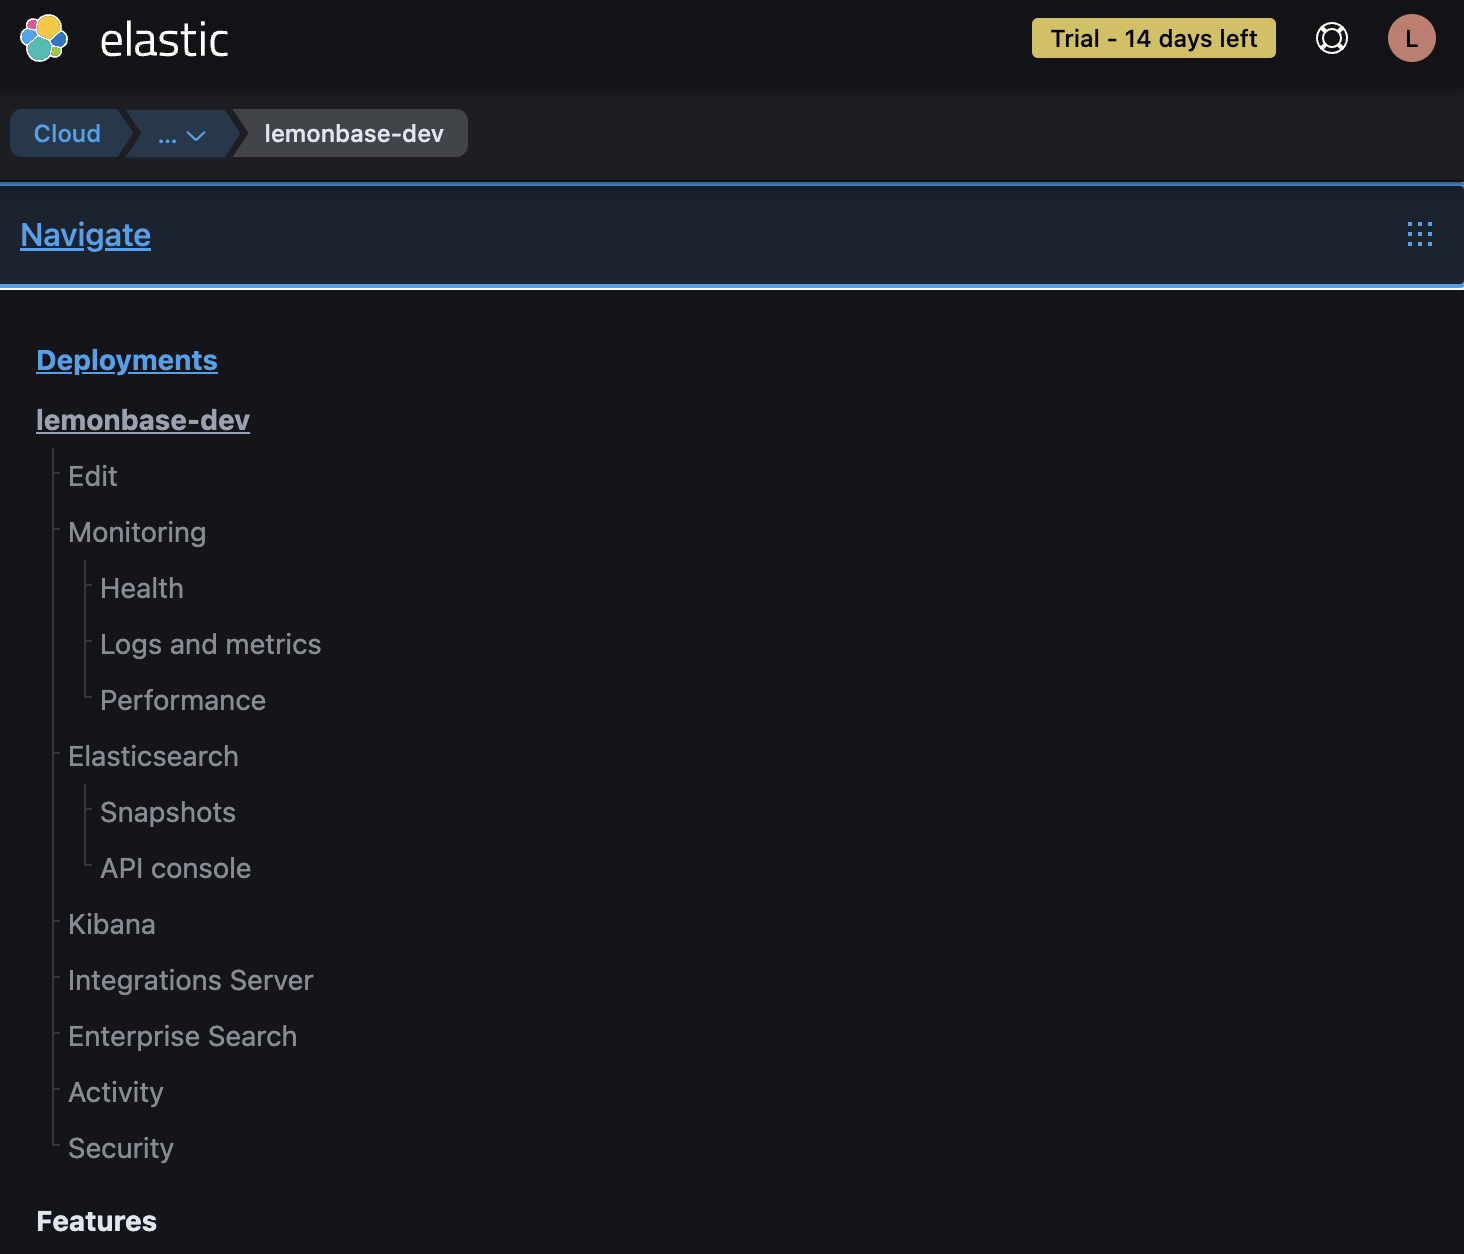 elastic
Trial - 14 days left
L
Cloud
...
lemonbase-dev
Navigate
Deployments
lemonbase-dev
Edit
Monitoring
Health
Logs and metrics
Performance
Elasticsearch
Snapshots
API console
Kibana
Integrations Server
Enterprise Search
Activity
Security
Features